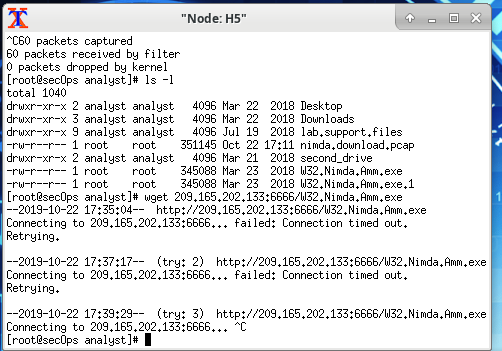 "Node: H5"
^C60 packets captured
60 packets received by filter
0 packets dropped by kernel
[root@secOps analyst]# ls -l
total 1040
drwxr-xr-x 2 analyst analyst   4096 Mar 22  2018 Desktop
drwxr-xr-x 3 analyst analyst   4096 Mar 22  2018 Downloads
drwxr-xr-x 9 analyst analyst   4096 Jul 19  2018 lab.support.files
-rw-r--r-- 1 root    root    351145 Oct 22 17:11 nimda.download.pcap
drwxr-xr-x 2 analyst analyst   4096 Mar 21  2018 second_drive
-rw-r--r-- 1 root    root    345088 Mar 23  2018 W32.Nimda.Amm.exe
-rw-r--r-- 1 root    root    345088 Mar 23  2018 W32.Nimda.Amm.exe.1
[root@secOps analyst]# wget 209.165.202.133:6666/W32.Nimda.Amm.exe
--2019-10-22 17:35:04--  http://209.165.202.133:6666/W32.Nimda.Amm.exe
Connecting to 209.165.202.133:6666... failed: Connection timed out.
Retrying.
--2019-10-22 17:37:17--  (try: 2)  http://209.165.202.133:6666/W32.Nimda.Amm.exe
Connecting to 209.165.202.133:6666... failed: Connection timed out.
Retrying.
--2019-10-22 17:39:29--  (try: 3)  http://209.165.202.133:6666/W32.Nimda.Amm.exe
Connecting to 209.165.202.133:6666... ^C
[root@secOps analyst]#